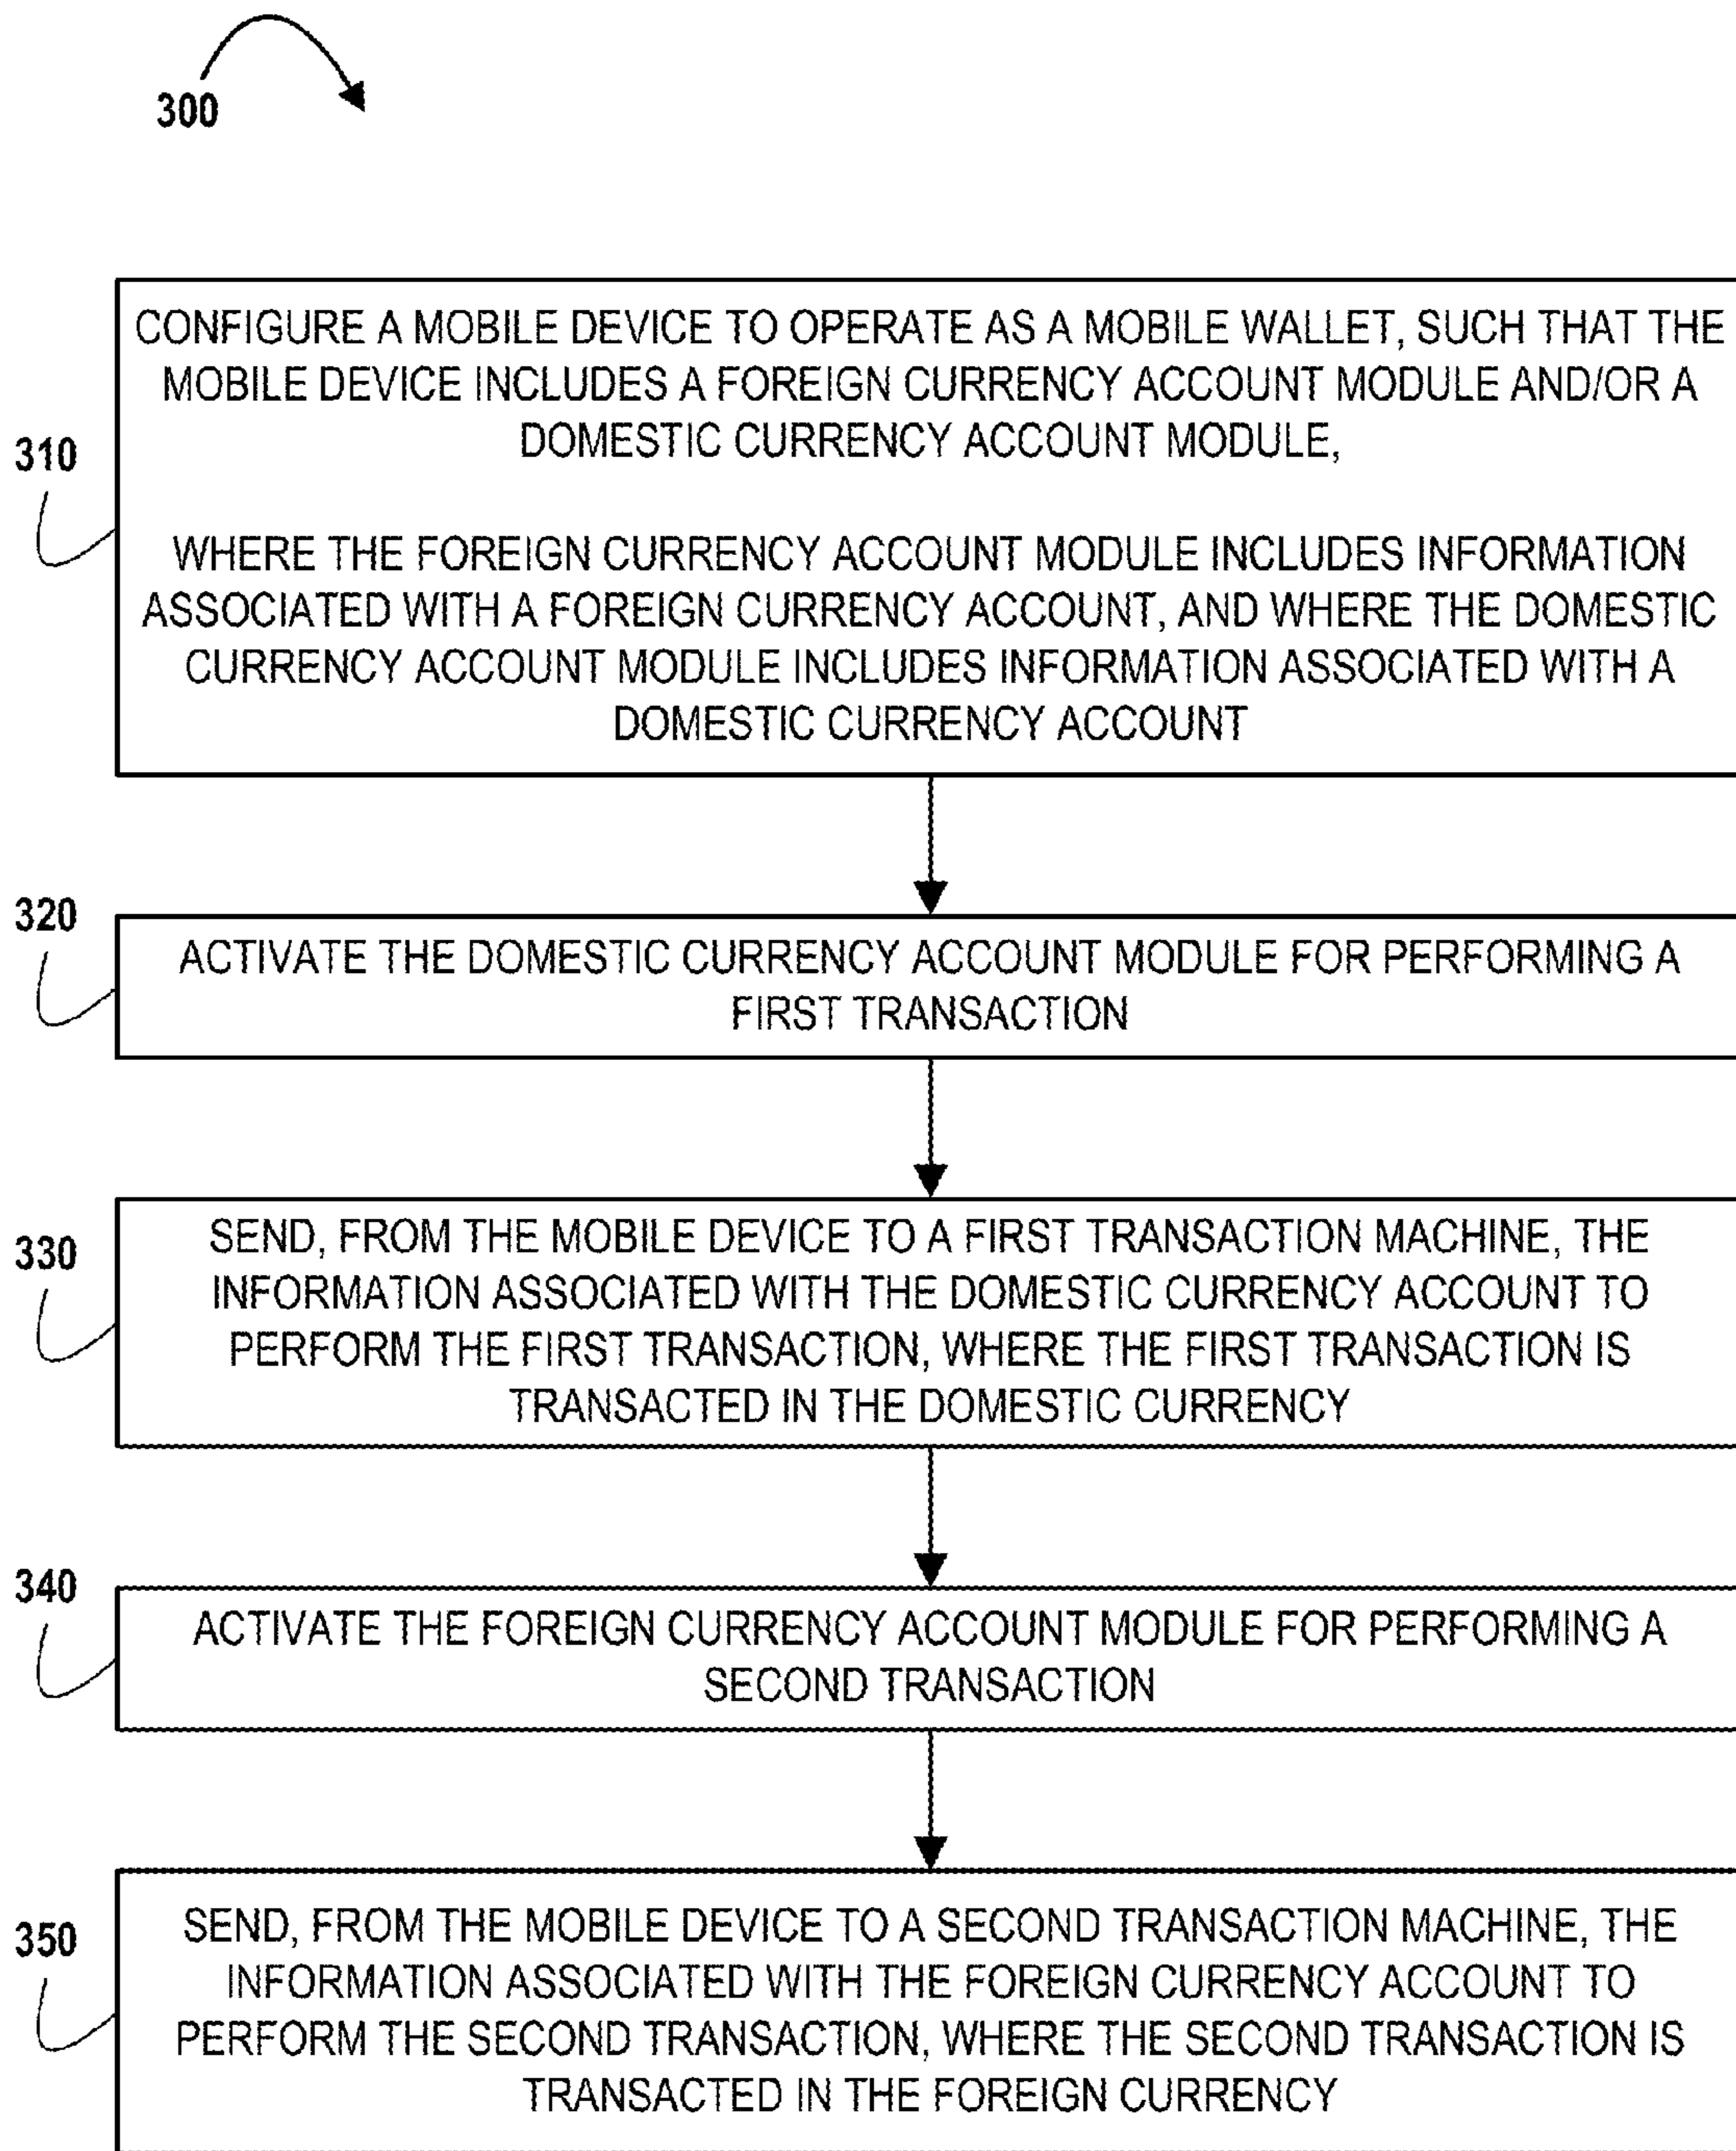 300
310
CONFIGURE A MOBILE DEVICE TO OPERATE AS A MOBILE WALLET, SUCH THAT THE
MOBILE DEVICE INCLUDES A FOREIGN CURRENCY ACCOUNT MODULE AND/OR A
DOMESTIC CURRENCY ACCOUNT MODULE,
WHERE THE FOREIGN CURRENCY ACCOUNT MODULE INCLUDES INFORMATION
ASSOCIATED WITH A FOREIGN CURRENCY ACCOUNT, AND WHERE THE DOMESTIC
CURRENCY ACCOUNT MODULE INCLUDES INFORMATION ASSOCIATED WITH A
DOMESTIC CURRENCY ACCOUNT
320
ACTIVATE THE DOMESTIC CURRENCY ACCOUNT MODULE FOR PERFORMING A
FIRST TRANSACTION
330
SEND, FROM THE MOBILE DEVICE TO A FIRST TRANSACTION MACHINE, THE
INFORMATION ASSOCIATED WITH THE DOMESTIC CURRENCY ACCOUNT TO
PERFORM THE FIRST TRANSACTION, WHERE THE FIRST TRANSACTION IS
TRANSACTED IN THE DOMESTIC CURRENCY
340
ACTIVATE THE FOREIGN CURRENCY ACCOUNT MODULE FOR PERFORMING A
SECOND TRANSACTION
350
SEND, FROM THE MOBILE DEVICE TO A SECOND TRANSACTION MACHINE, THE
INFORMATION ASSOCIATED WITH THE FOREIGN CURRENCY ACCOUNT TO
PERFORM THE SECOND TRANSACTION, WHERE THE SECOND TRANSACTION IS
TRANSACTED IN THE FOREIGN CURRENCY